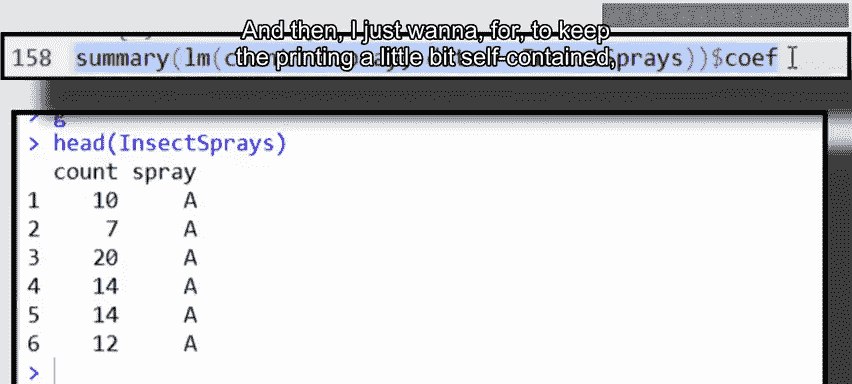 And then, I just wanna, for, to keep
the printing a little bit self-contained,
158 summary(lm(c prays))$coef
> g
> head(InsectSprays)
count spray
1 10 A
2 7 A
3 20 A
4 14 A
5 14 A
6 12 A
>